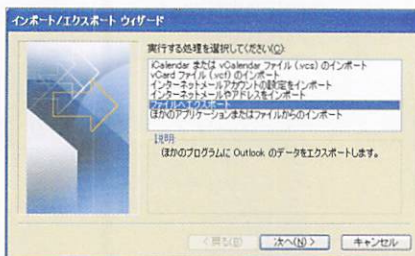 インポート/エクスポート ウィザード
実行する処理を選択してください(C):
iCalendar または vCalendar ファイル (.vcs) のインポート
vCard ファイル (.vcf) のインポート
インターネットメールアカウントの設定をインポート
インターネットメールやアドレスをインポート
ファイルへエクスポート
ほかのアプリケーションまたはファイルからのインポート
説明
ほかのプログラムに Outlook のデータをエクスポートします。
< 戻る(B) 次へ(N) > キャンセル